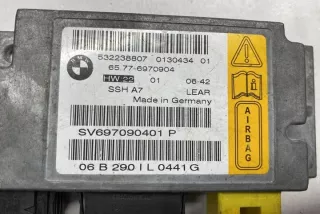 532238807 0130434 01
65.77-6970904
HW 22 01 06-42
SSH A7 LEAR
Made in Germany
SV697090401 P
06 B 290 I L 0441 G
AIRBAG